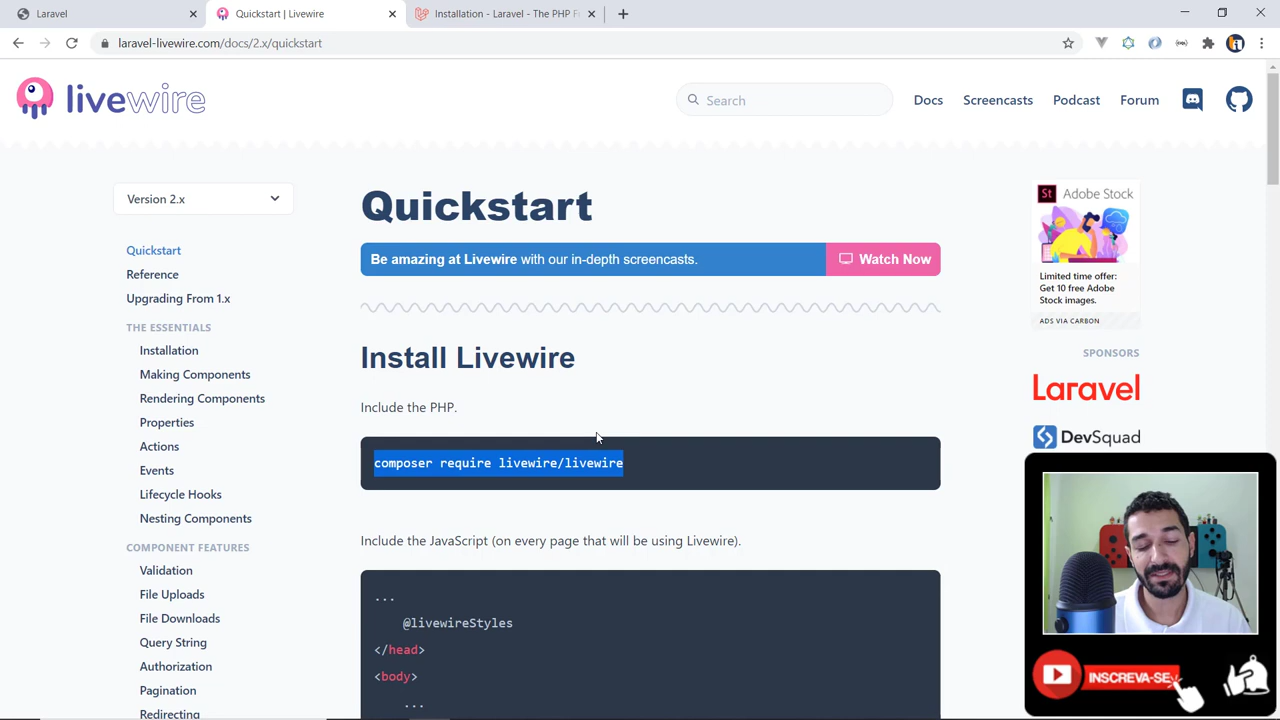 Laravel
Quickstart | Livewire
Installation - Laravel - The PHP F
laravel-livewire.com/docs/2.x/quickstart
livewire
Search
Docs
Screencasts
Podcast
Forum
Version 2.x
Quickstart
Reference
Upgrading From 1.x
THE ESSENTIALS
Installation
Making Components
Rendering Components
Properties
Actions
Events
Lifecycle Hooks
Nesting Components
COMPONENT FEATURES
Validation
File Uploads
File Downloads
Query String
Authorization
Pagination
Redirecting
Quickstart
Be amazing at Livewire with our in-depth screencasts.
Watch Now
Install Livewire
Include the PHP.
composer require livewire/livewire
Include the JavaScript (on every page that will be using Livewire).
...
@livewireStyles
</head>
<body>
...
St Adobe Stock
Limited time offer:
Get 10 free Adobe
Stock images.
ADS VIA CARBON
SPONSORS
Laravel
DevSquad
INSCREVA-SE